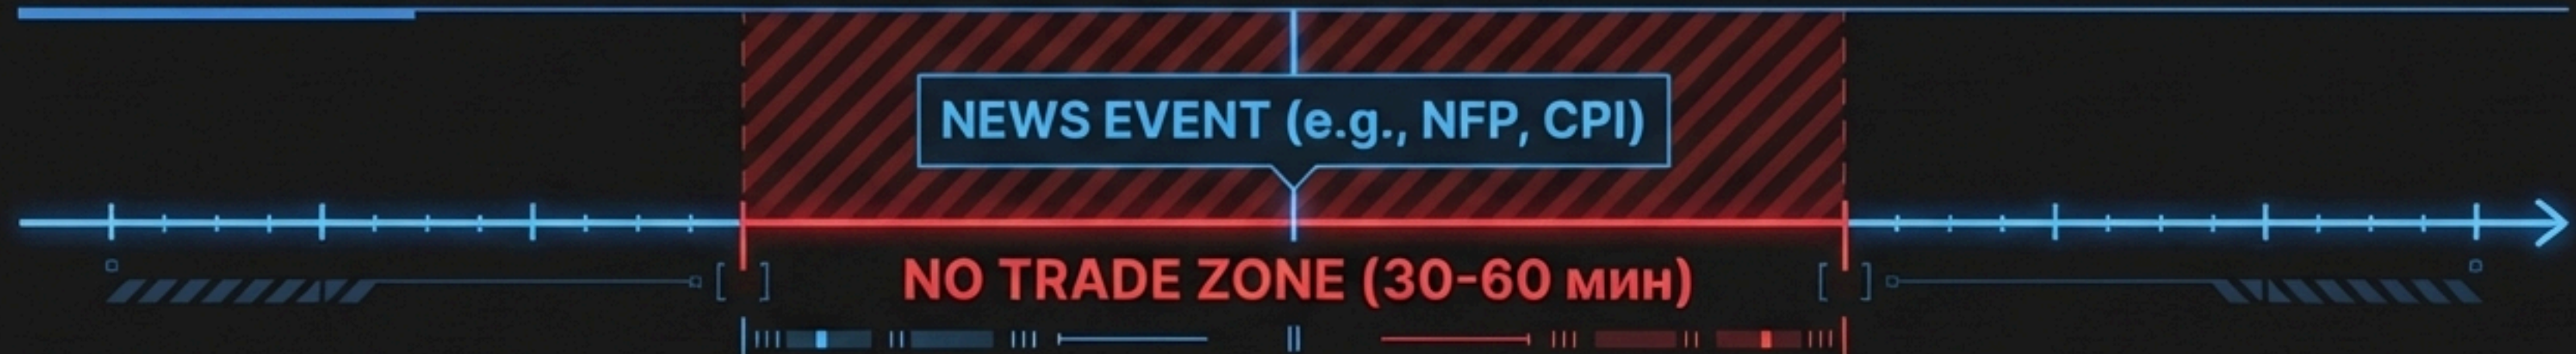 NEWS EVENT (e.g., NFP, CPI)
NO TRADE ZONE (30-60 мин)